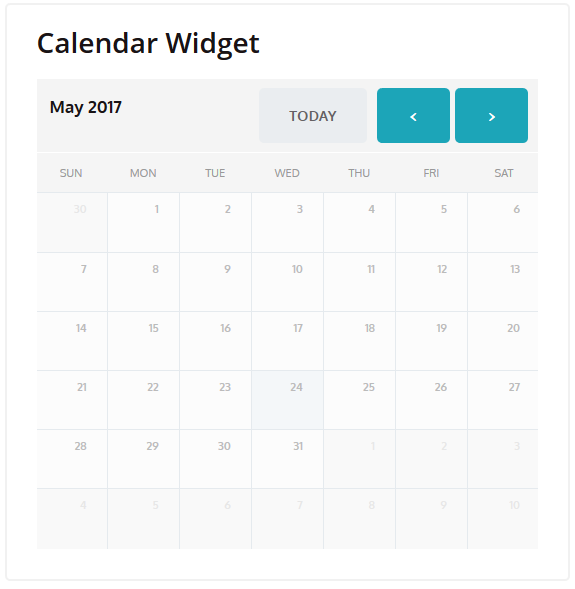 Calendar Widget
May 2017 TODAY < >
SUN MON TUE WED THU FRI SAT
30 1 2 3 4 5 6
7 8 9 10 11 12 13
14 15 16 17 18 19 20
21 22 23 24 25 26 27
28 29 30 31 1 2 3
4 5 6 7 8 9 10